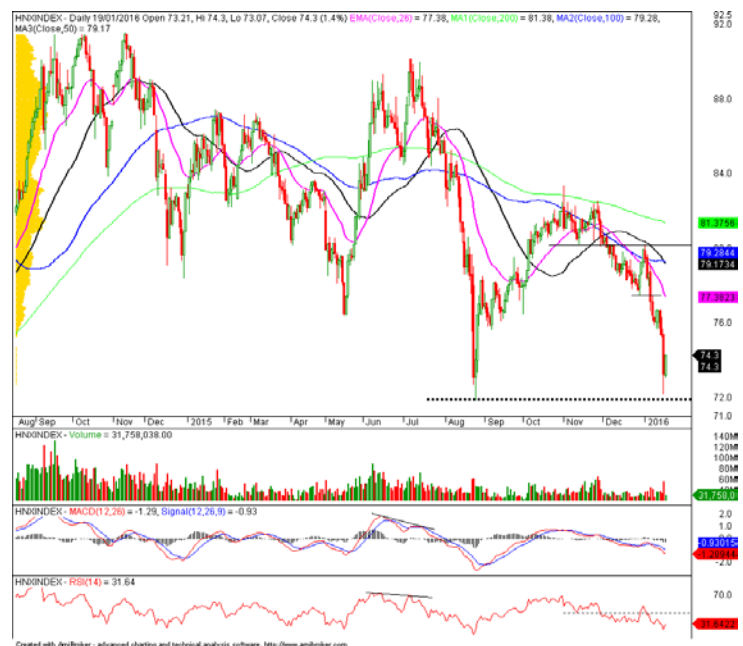 HNXINDEX - Daily 19/01/2016 Open 73.21, Hi 74.3, Lo 73.07, Close 74.3 (1.4%) EMA(Close,26) = 77.38, MA1(Close,200) = 81.38, MA2(Close,100) = 79.28,
MA3(Close,50) = 79.17
92.5
92.0
88.0
84.0
81.3756
79.2844
79.1734
77.3823
76.0
74.3
74.3
72.0
71.0
Aug Sep Oct Nov Dec 2015 Feb Mar Apr May Jun Jul Aug Sep Oct Nov Dec 2016
HNXINDEX - Volume = 31,758,038.00
140M
120M
100M
80M
60M
31,758,0
HNXINDEX - MACD(12,26) = -1.29, Signal(12,26,9) = -0.93
2.0
1.0
-0.93015
-2.0
HNXINDEX - RSI(14) = 31.64
70.0
31.6422
Created with AmiBroker - advanced charting and technical analysis software. http://www.amibroker.com